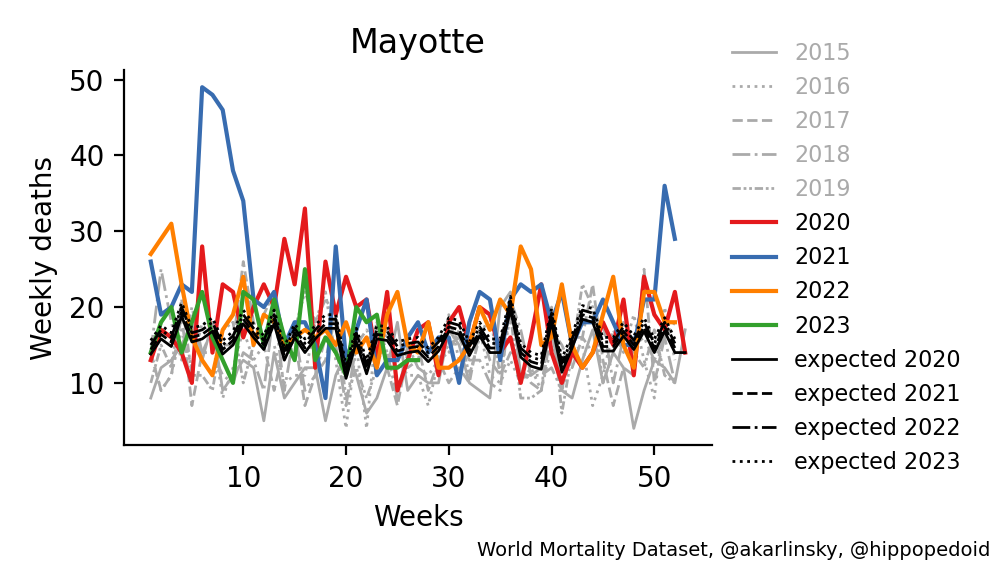 Mayotte
Weekly deaths
50
40
30
20
10
10 20 30 40 50
Weeks
2015
2016
2017
2018
2019
2020
2021
2022
2023
expected 2020
expected 2021
expected 2022
expected 2023
World Mortality Dataset, @akarlinsky, @hippopedoid